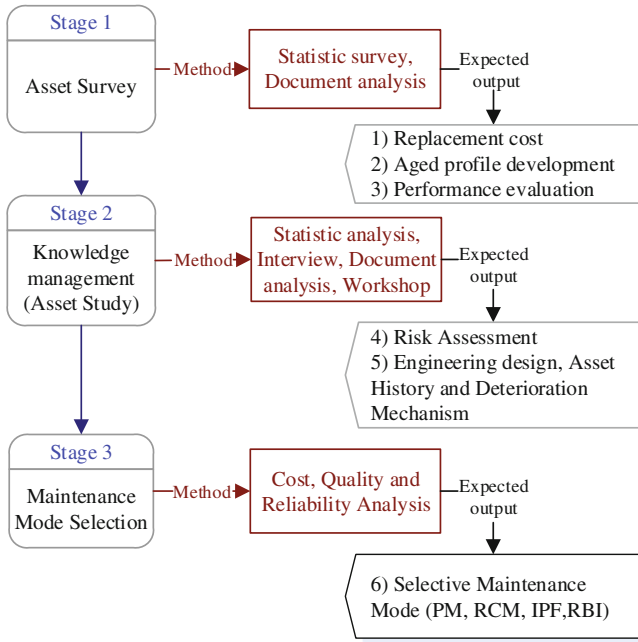 Stage 1
Asset Survey
Method
Statistic survey,
Document analysis
Expected
output
1) Replacement cost
2) Aged profile development
3) Performance evaluation
Stage 2
Knowledge
management
(Asset Study)
Method
Statistic analysis,
Interview, Document
analysis, Workshop
Expected
output
4) Risk Assessment
5) Engineering design, Asset
History and Deterioration
Mechanism
Stage 3
Maintenance
Mode Selection
Method
Cost, Quality and
Reliability Analysis
Expected
output
6) Selective Maintenance
Mode (PM, RCM, IPF,RBI)